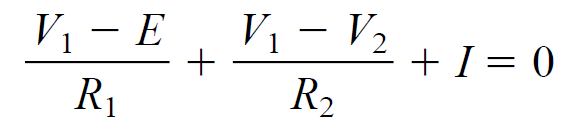 (V₁ − E)/R₁ + (V₁ − V₂)/R₂ + I = 0